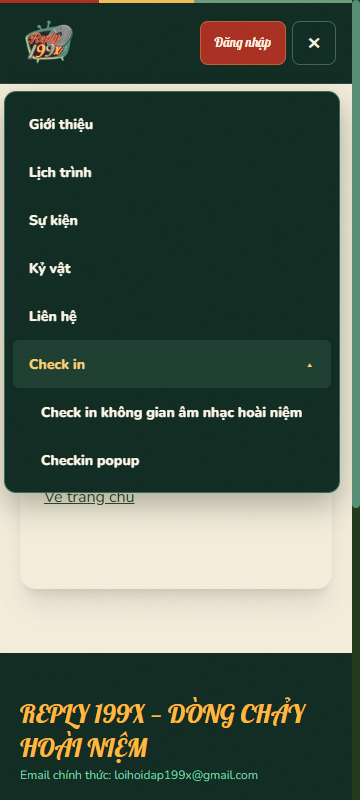 Reply
199x
Đăng nhập
Giới thiệu
Lịch trình
Sự kiện
Kỷ vật
Liên hệ
Check in
Check in không gian âm nhạc hoài niệm
Checkin popup
Về trang chủ
REPLY 199X – DÒNG CHẢY
HOÀI NIỆM
Email chính thức: loihoidap199x@gmail.com